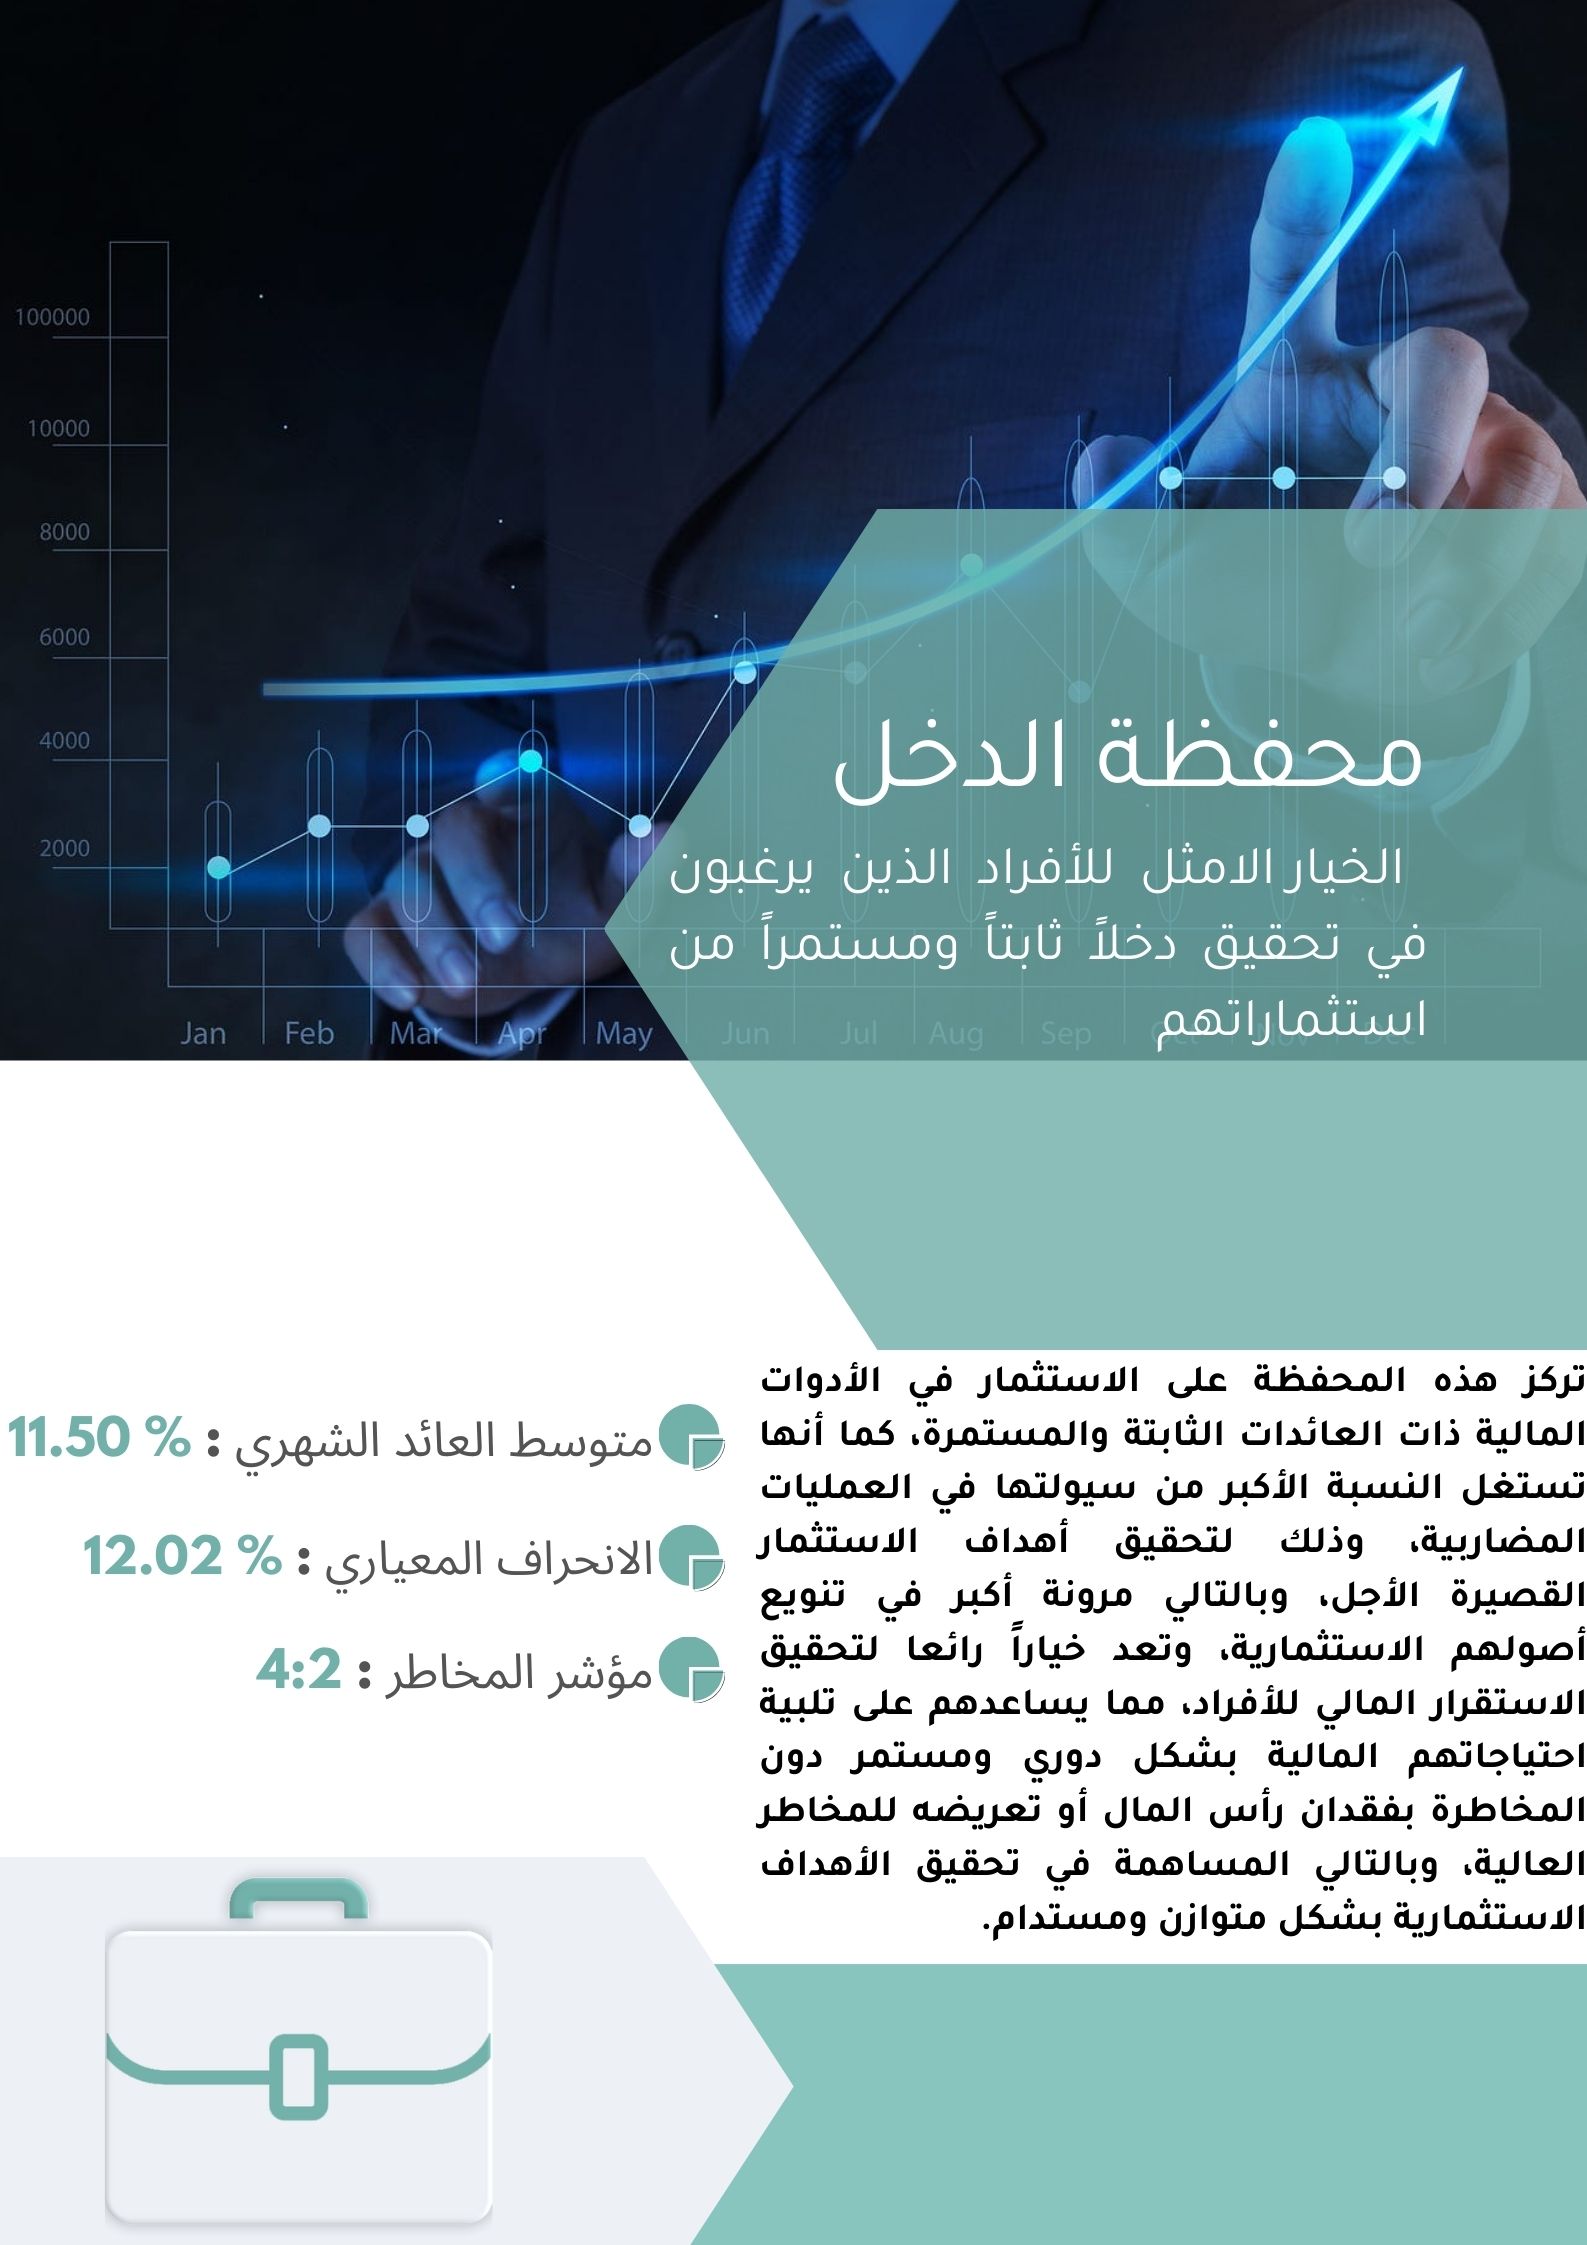 100000
10000
8000
6000
4000
2000
Jan Feb Mar Apr May Jun Jul Aug Sep Oct Nov Dec
محفظة الدخل
الخيار الامثل للأفراد الذين يرغبون
في تحقيق دخلاً ثابتاً ومستمراً من
استثماراتهم
تركز هذه المحفظة على الاستثمار في الأدوات
المالية ذات العائدات الثابتة والمستمرة، كما أنها
تستغل النسبة الأكبر من سيولتها في العمليات
المضاربية، وذلك لتحقيق أهداف الاستثمار
القصيرة الأجل، وبالتالي مرونة أكبر في تنويع
أصولهم الاستثمارية، وتعد خياراً رائعا لتحقيق
الاستقرار المالي للأفراد، مما يساعدهم على تلبية
احتياجاتهم المالية بشكل دوري ومستمر دون
المخاطرة بفقدان رأس المال أو تعريضه للمخاطر
العالية، وبالتالي المساهمة في تحقيق الأهداف
الاستثمارية بشكل متوازن ومستدام.
متوسط العائد الشهري : % 11.50
الانحراف المعياري : % 12.02
مؤشر المخاطر : 4:2